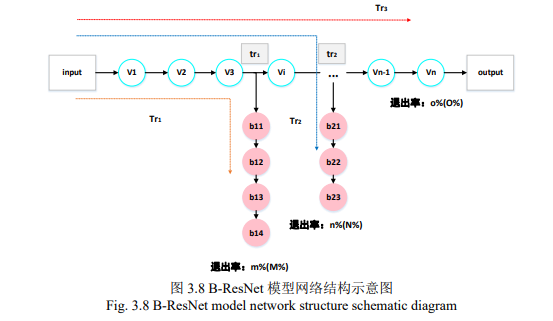 Tr₃
tr₁
tr₂
input
V1
V2
V3
Vi
...
Vn-1
Vn
output
退出率：o%(O%)
Tr₁
Tr₂
b11
b21
b12
b22
b13
b23
b14
退出率：n%(N%)
退出率：m%(M%)
图 3.8 B-ResNet 模型网络结构示意图
Fig. 3.8 B-ResNet model network structure schematic diagram